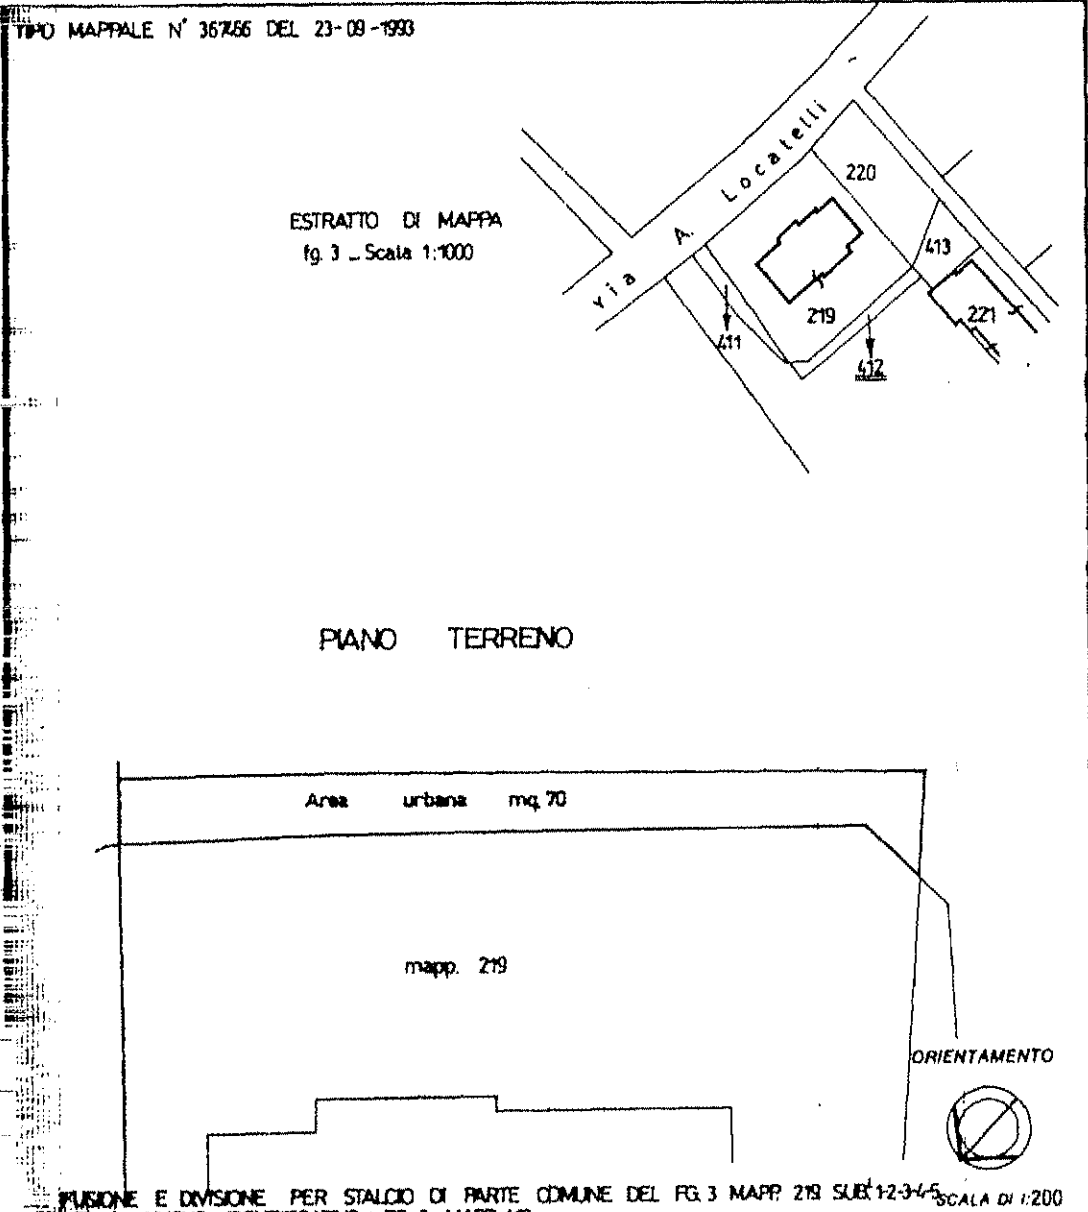 TIPO MAPPALE N° DEL 23-09-1993
ESTRATTO DI MAPPA
fg. 3 _ Scala 1:1000
Via A. Locatelli
220
413
219
221
411
412
PIANO TERRENO
Area urbana mq. 70
mapp. 219
ORIENTAMENTO
FUSIONE E DIVISIONE PER STALCIO DI PARTE COMUNE DEL FG. 3 MAPP. 219 SUB. 1-2-3-4-5
SCALA DI 1:200